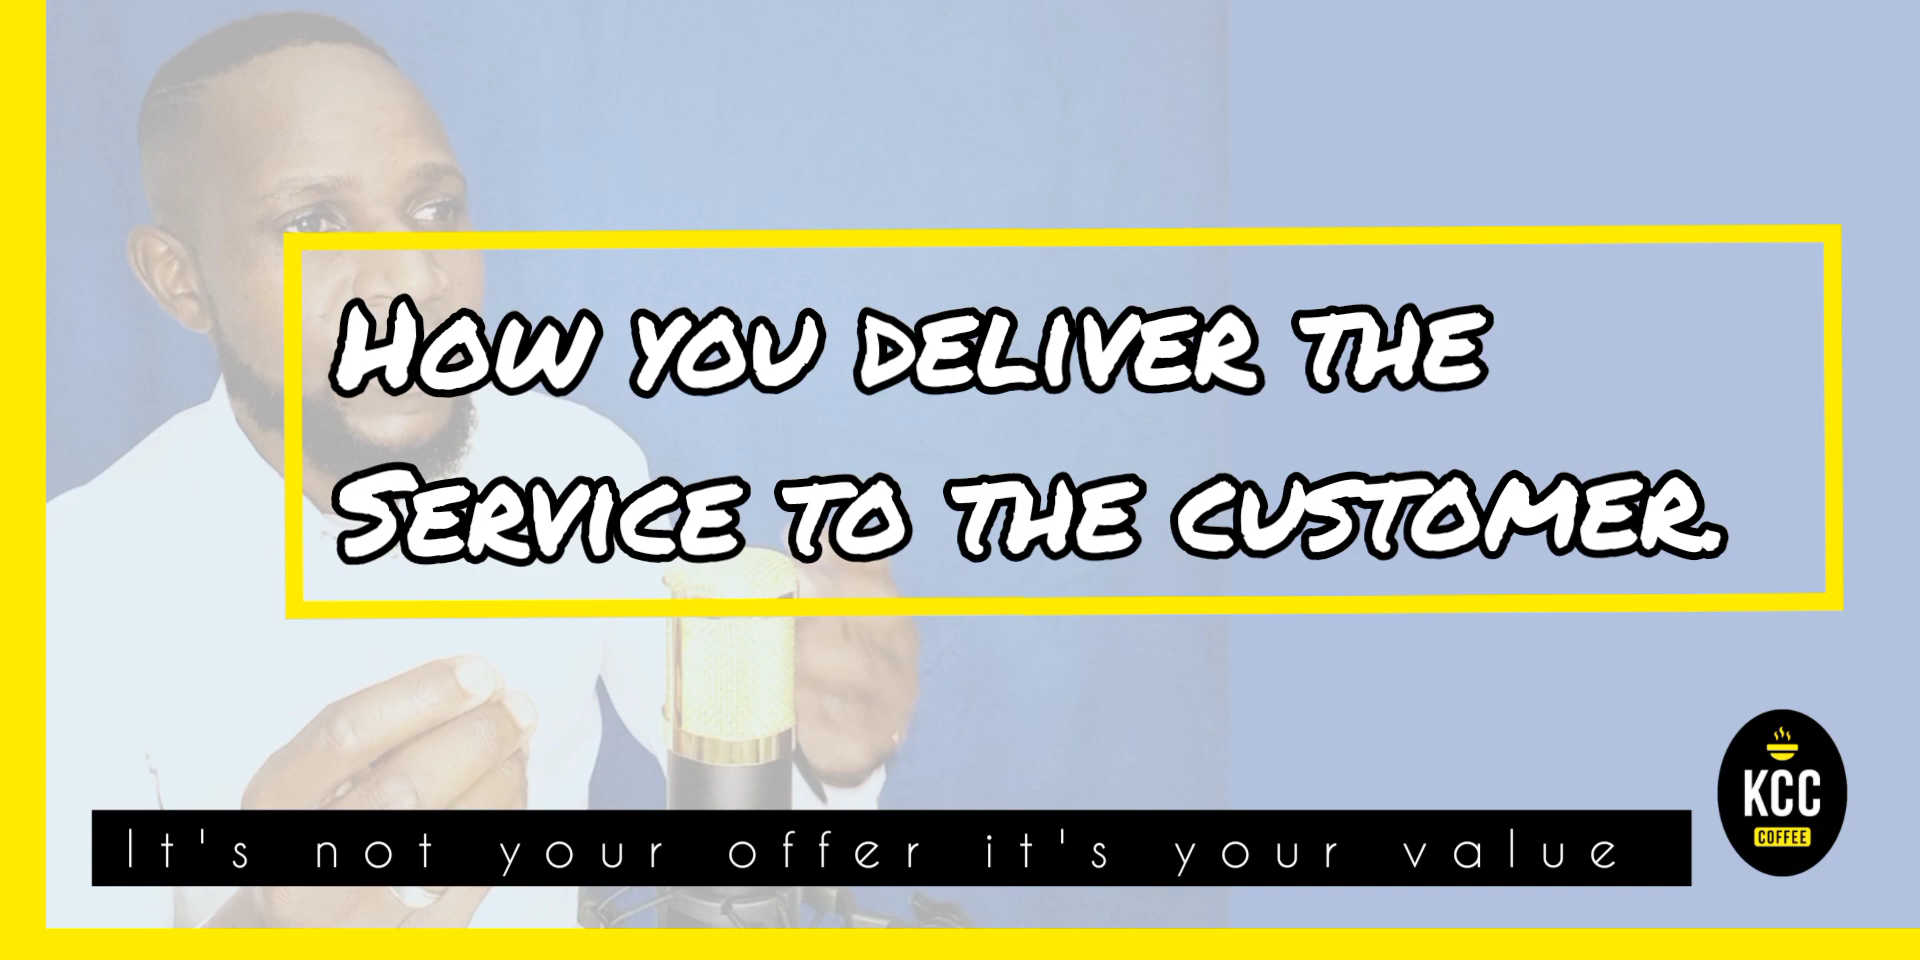 How you deliver the
Service to the customer.
It's not your offer it's your value
KCC
COFFEE